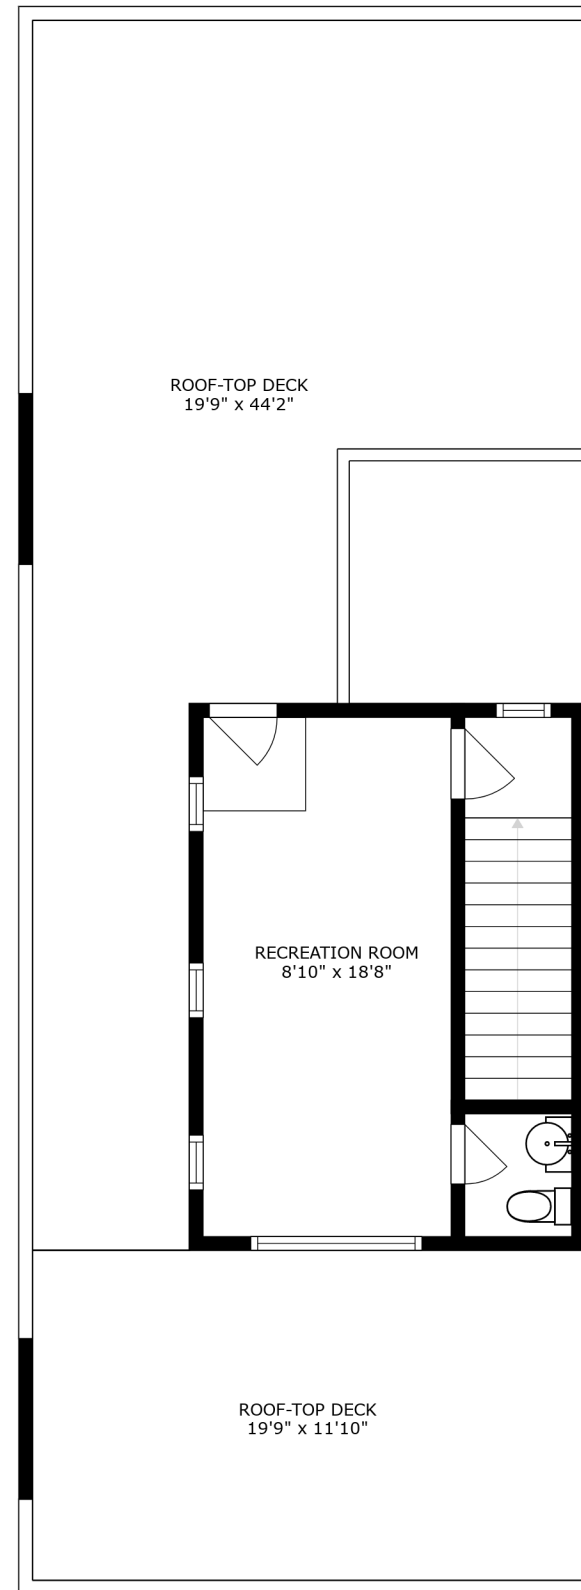 ROOF-TOP DECK
19'9" x 44'2"
RECREATION ROOM
8'10" x 18'8"
ROOF-TOP DECK
19'9" x 11'10"